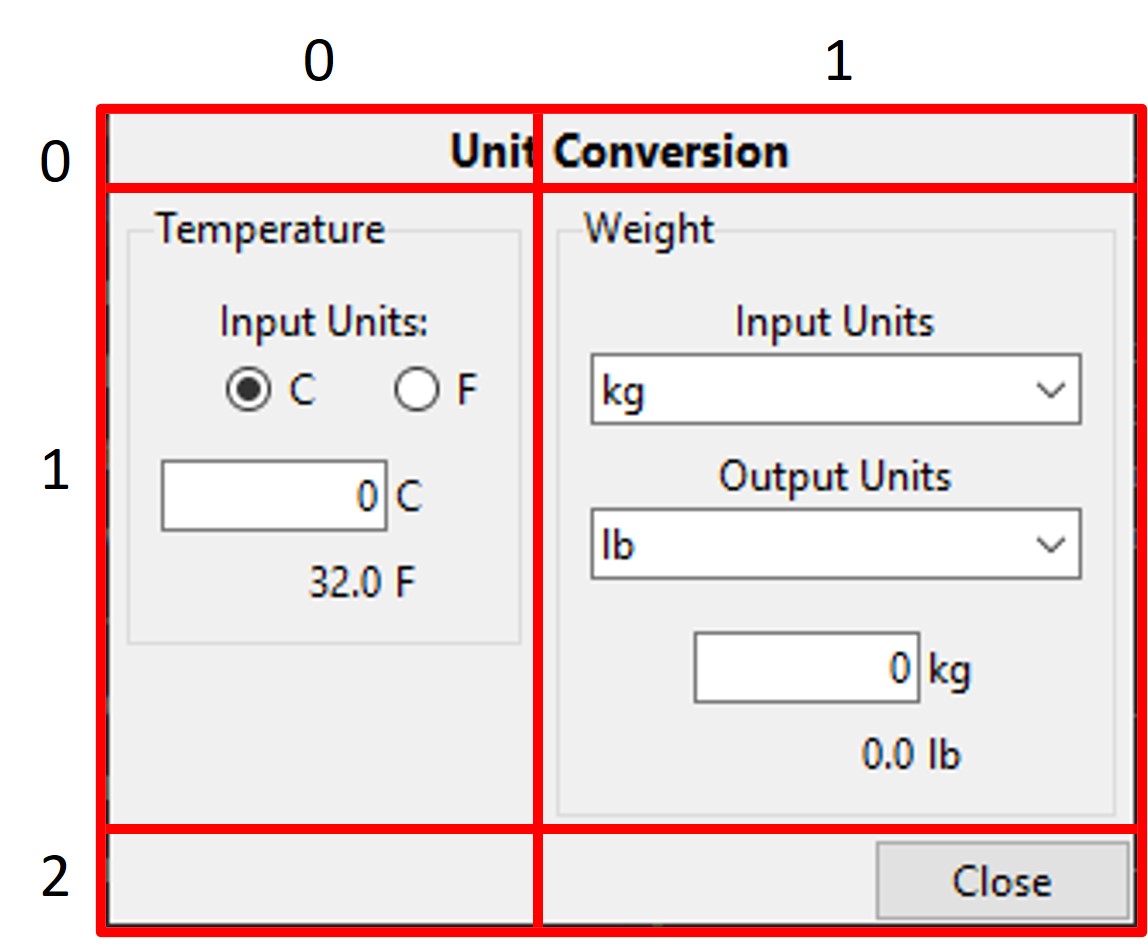 0 1
0 Unit Conversion
Temperature Weight
Input Units: Input Units
C F kg
1 Output Units
0 C lb
32.0 F
0 kg
0.0 lb
2 Close